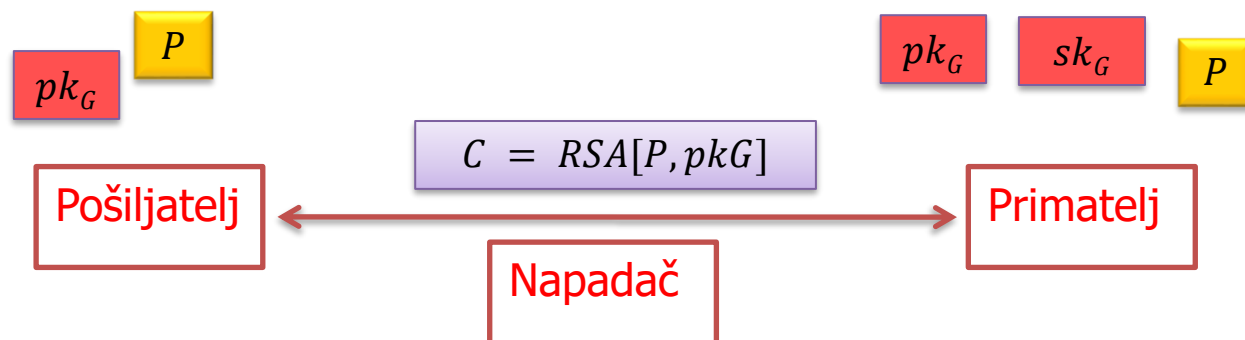 P
pk_G
pk_G
sk_G
P
C = RSA[P, pkG]
Pošiljatelj
Primatelj
Napadač